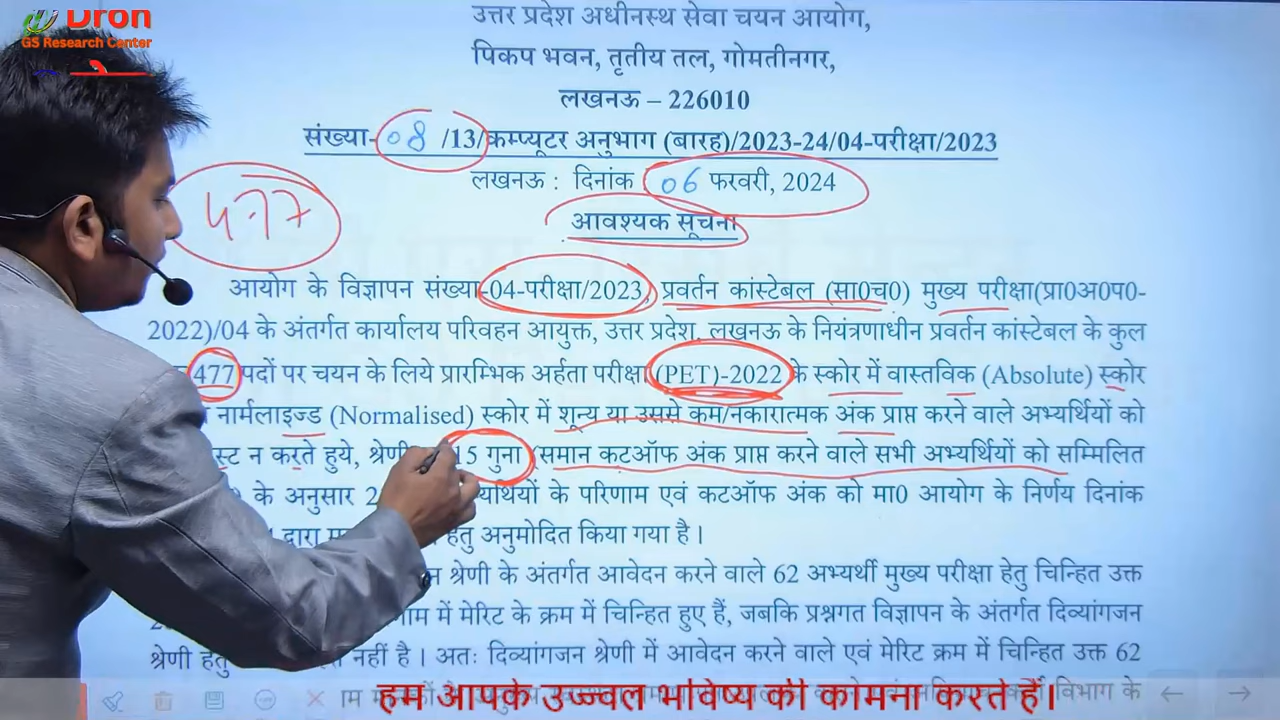 Dron
GS Research Center
उत्तर प्रदेश अधीनस्थ सेवा चयन आयोग,
पिकप भवन, तृतीय तल, गोमतीनगर,
लखनऊ – 226010
संख्या- 08 /13/कम्प्यूटर अनुभाग (बारह)/2023-24/04-परीक्षा/2023
लखनऊ : दिनांक 06 फरवरी, 2024
477
आवश्यक सूचना
आयोग के विज्ञापन संख्या-04-परीक्षा/2023, प्रवर्तन कांस्टेबल (सा0च0) मुख्य परीक्षा(प्रा0अ0प0-
2022)/04 के अंतर्गत कार्यालय परिवहन आयुक्त, उत्तर प्रदेश, लखनऊ के नियंत्रणाधीन प्रवर्तन कांस्टेबल के कुल
477 पदों पर चयन के लिये प्रारम्भिक अर्हता परीक्षा (PET)-2022 के स्कोर में वास्तविक (Absolute) स्कोर
नार्मलाइज्ड (Normalised) स्कोर में शून्य या उससे कम/नकारात्मक अंक प्राप्त करने वाले अभ्यर्थियों को
न करते हुये, 15 गुना (समान कटऑफ अंक प्राप्त करने वाले सभी अभ्यर्थियों को सम्मिलित
के अनुसार के परिणाम एवं कटऑफ अंक को मा0 आयोग के निर्णय दिनांक
द्वारा हेतु अनुमोदित किया गया है ।
श्रेणी के अंतर्गत आवेदन करने वाले 62 अभ्यर्थी मुख्य परीक्षा हेतु चिन्हित उक्त
में मेरिट के क्रम में चिन्हित हुए हैं, जबकि प्रश्नगत विज्ञापन के अंतर्गत दिव्यांगजन
श्रेणी हेतु नहीं है । अतः दिव्यांगजन श्रेणी में आवेदन करने वाले एवं मेरिट क्रम में चिन्हित उक्त 62
विभाग के
हम आपके उज्ज्वल भविष्य की कामना करते हैं।